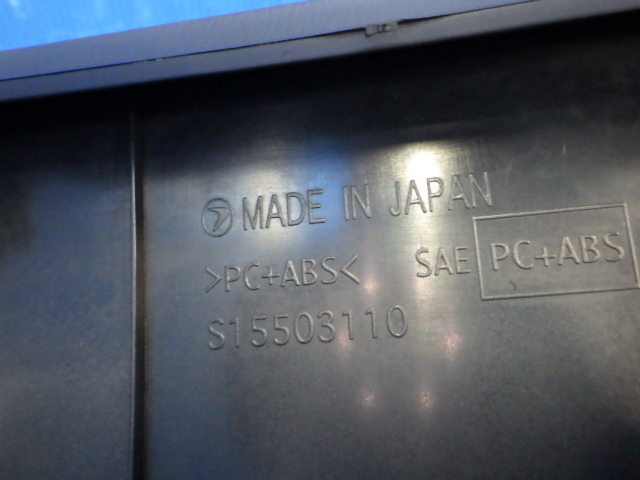 MADE IN JAPAN
>PC+ABS< SAE PC+ABS
S15503110